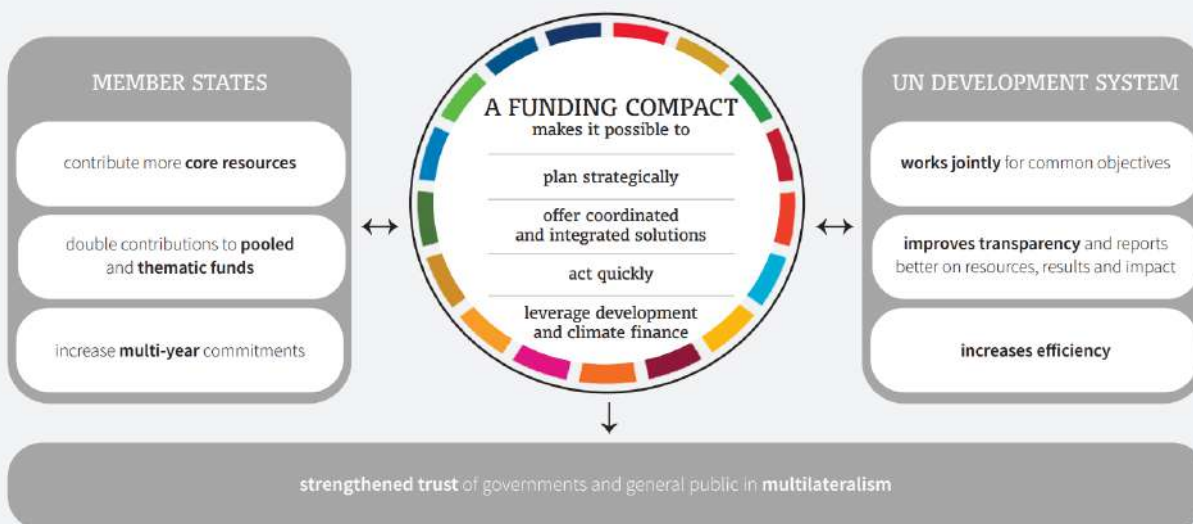 MEMBER STATES
contribute more core resources
double contributions to pooled
and thematic funds
increase multi-year commitments
A FUNDING COMPACT
makes it possible to
plan strategically
offer coordinated
and integrated solutions
act quickly
leverage development
and climate finance
UN DEVELOPMENT SYSTEM
works jointly for common objectives
improves transparency and reports
better on resources, results and impact
increases efficiency
strengthened trust of governments and general public in multilateralism